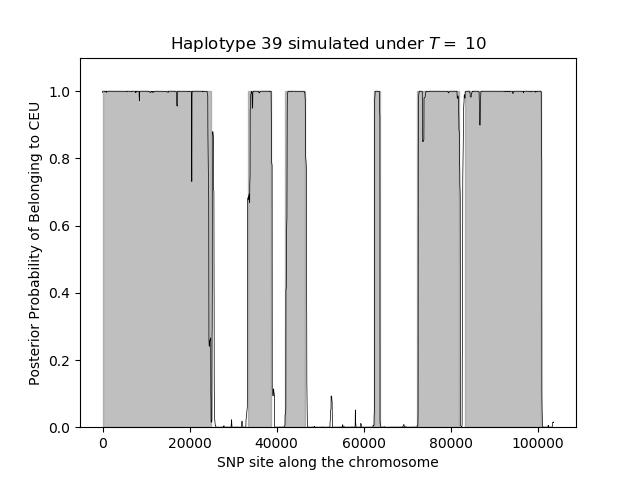 Haplotype 39 simulated under T = 10
Posterior Probability of Belonging to CEU
1.0
0.8
0.6
0.4
0.2
0.0
0 20000 40000 60000 80000 100000
SNP site along the chromosome